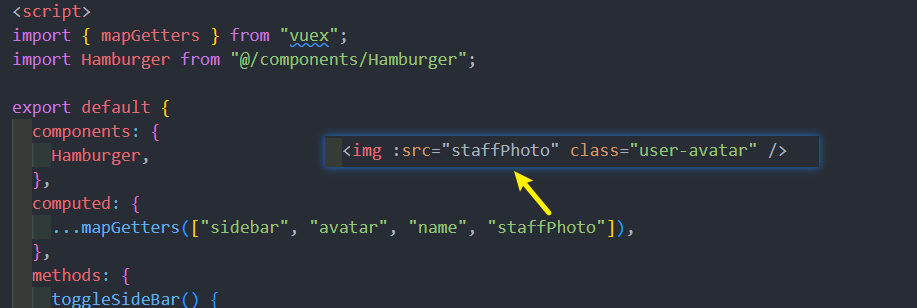 <script>
import { mapGetters } from "vuex";
import Hamburger from "@/components/Hamburger";
export default {
components: {
Hamburger,
},
<img :src="staffPhoto" class="user-avatar" />
computed: {
...mapGetters(["sidebar", "avatar", "name", "staffPhoto"]),
},
methods: {
toggleSideBar() {